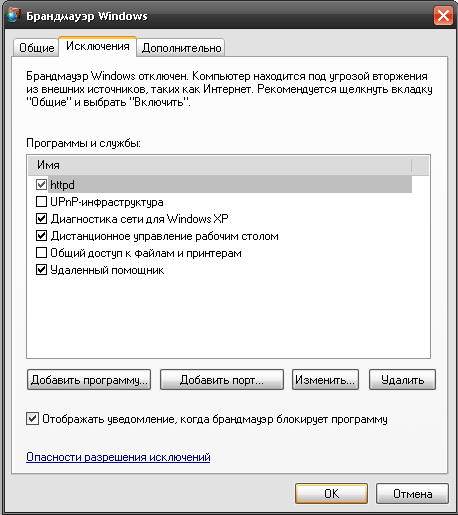 Брандмауэр Windows
Общие
Исключения
Дополнительно
Брандмауэр Windows отключен. Компьютер находится под угрозой вторжения
из внешних источников, таких как Интернет. Рекомендуется щелкнуть вкладку
"Общие" и выбрать "Включить".
Программы и службы:
Имя
httpd
UPnP-инфраструктура
Диагностика сети для Windows XP
Дистанционное управление рабочим столом
Общий доступ к файлам и принтерам
Удаленный помощник
Добавить программу...
Добавить порт...
Изменить...
Удалить
Отображать уведомление, когда брандмауэр блокирует программу
Опасности разрешения исключений
OK
Отмена